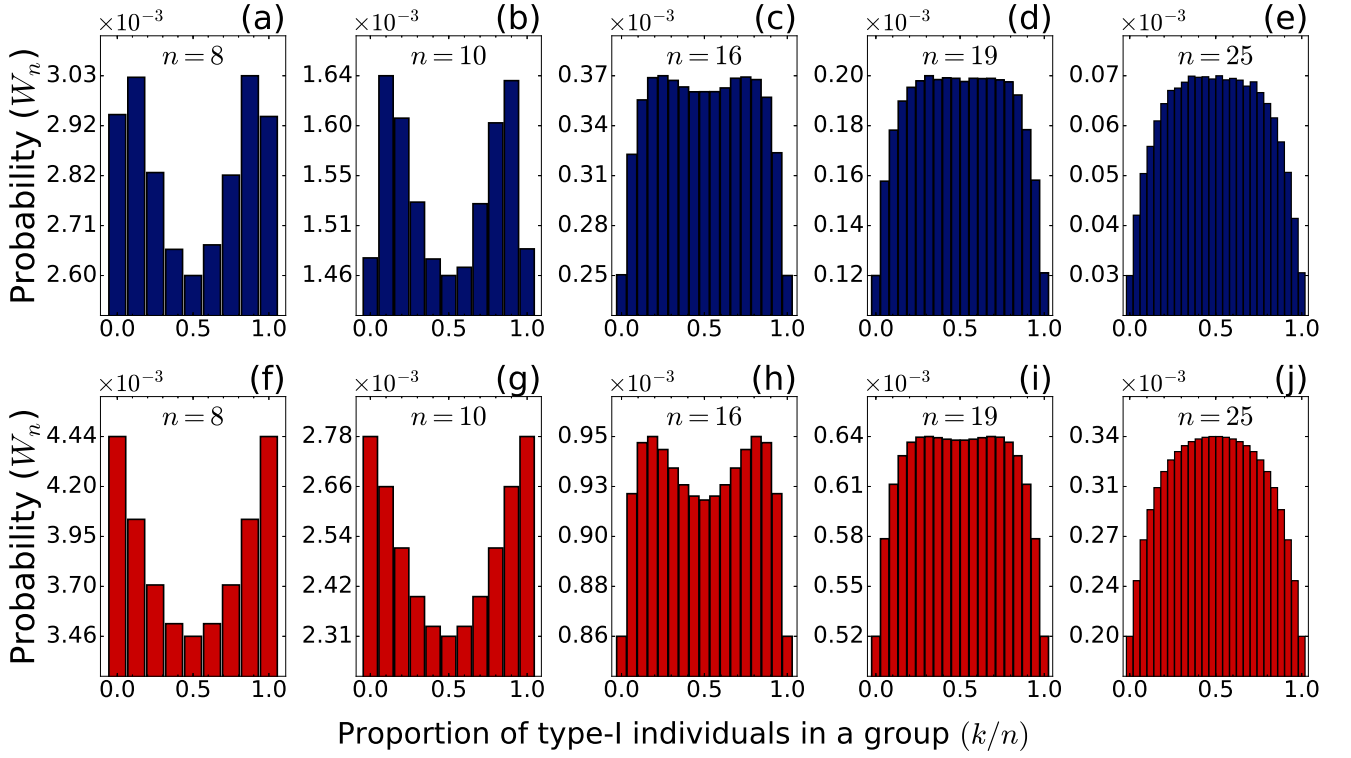 ×10⁻³ (a) ×10⁻³ (b) ×10⁻³ (c) ×10⁻³ (d) ×10⁻³ (e)
n = 8 n = 10 n = 16 n = 19 n = 25
Probability (Wₙ)
3.03 1.64 0.37 0.20 0.07
2.92 1.60 0.34 0.18 0.06
2.82 1.55 0.31 0.16 0.05
2.71 1.51 0.28 0.14 0.04
2.60 1.46 0.25 0.12 0.03
0.0 0.5 1.0 0.0 0.5 1.0 0.0 0.5 1.0 0.0 0.5 1.0 0.0 0.5 1.0
×10⁻³ (f) ×10⁻³ (g) ×10⁻³ (h) ×10⁻³ (i) ×10⁻³ (j)
n = 8 n = 10 n = 16 n = 19 n = 25
Probability (Wₙ)
4.44 2.78 0.95 0.64 0.34
4.20 2.66 0.93 0.61 0.31
3.95 2.54 0.90 0.58 0.27
3.70 2.42 0.88 0.55 0.24
3.46 2.31 0.86 0.52 0.20
0.0 0.5 1.0 0.0 0.5 1.0 0.0 0.5 1.0 0.0 0.5 1.0 0.0 0.5 1.0
Proportion of type-I individuals in a group (k/n)